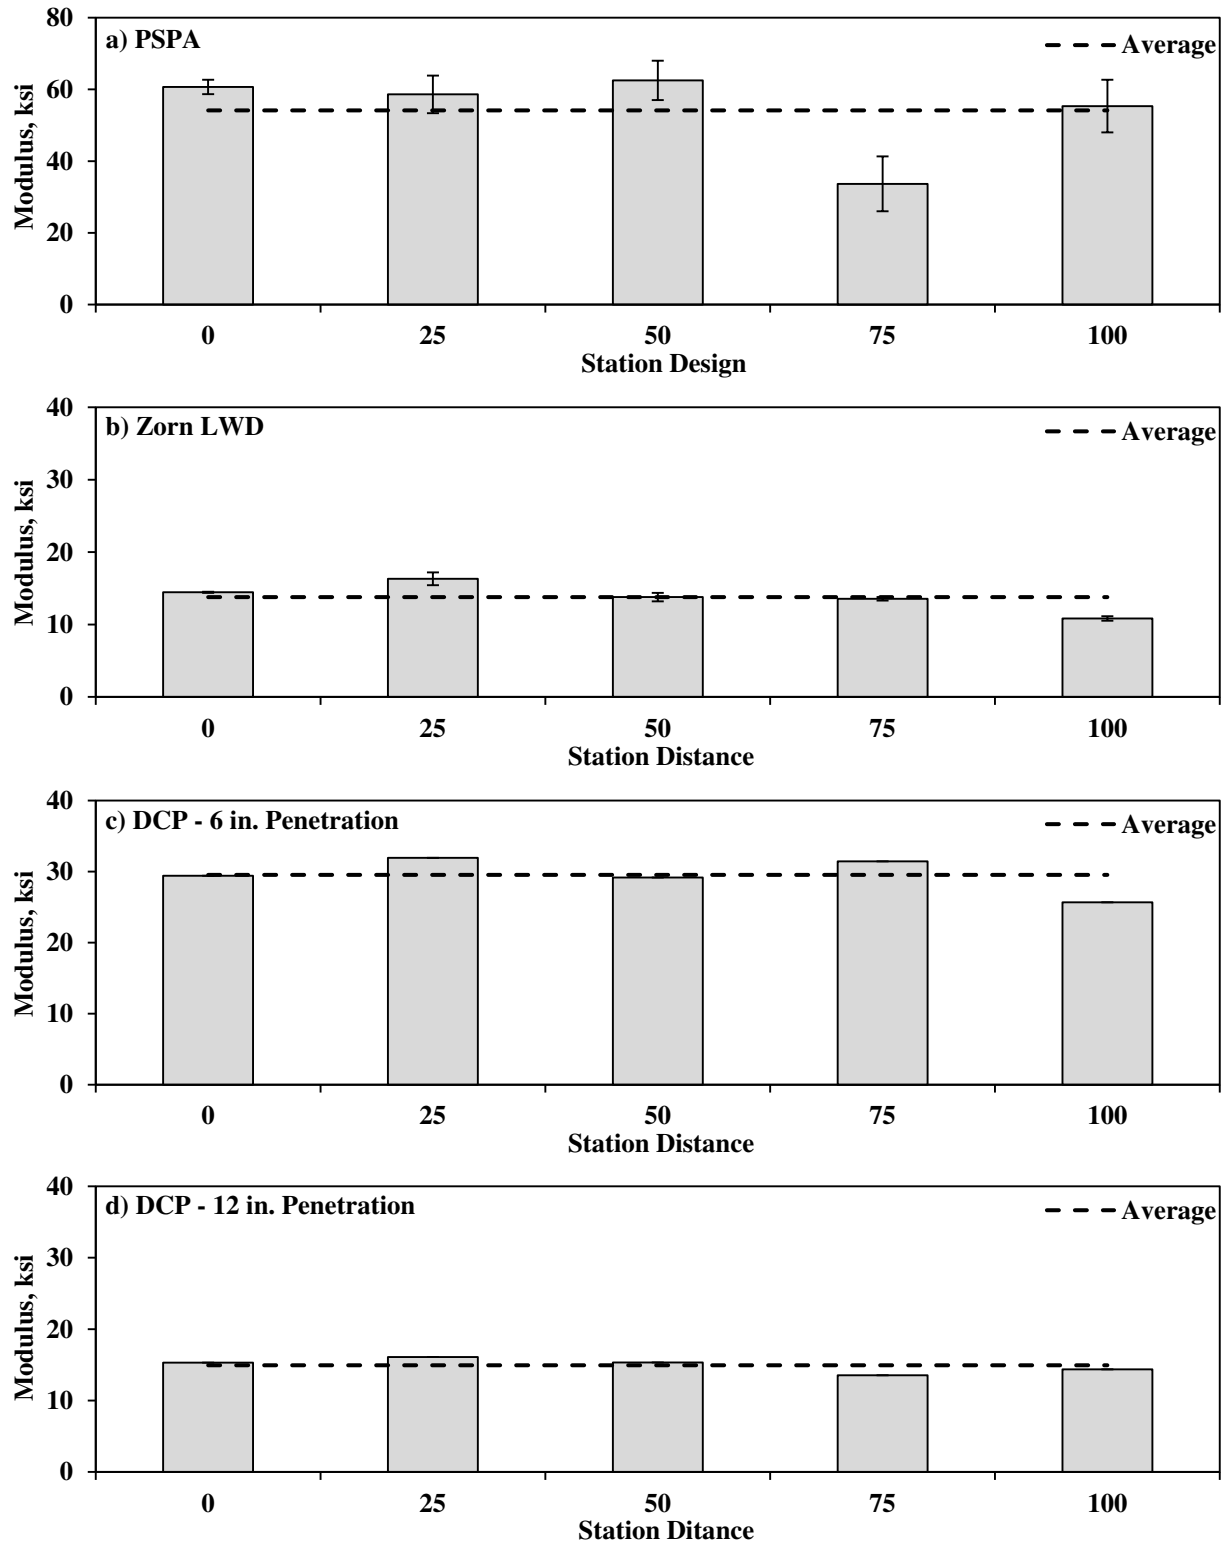 a) PSPA
Average
Modulus, ksi
80
60
40
20
0
0 25 50 75 100
Station Design
b) Zorn LWD
Average
Modulus, ksi
40
30
20
10
0
0 25 50 75 100
Station Distance
c) DCP - 6 in. Penetration
Average
Modulus, ksi
40
30
20
10
0
0 25 50 75 100
Station Distance
d) DCP - 12 in. Penetration
Average
Modulus, ksi
40
30
20
10
0
0 25 50 75 100
Station Ditance